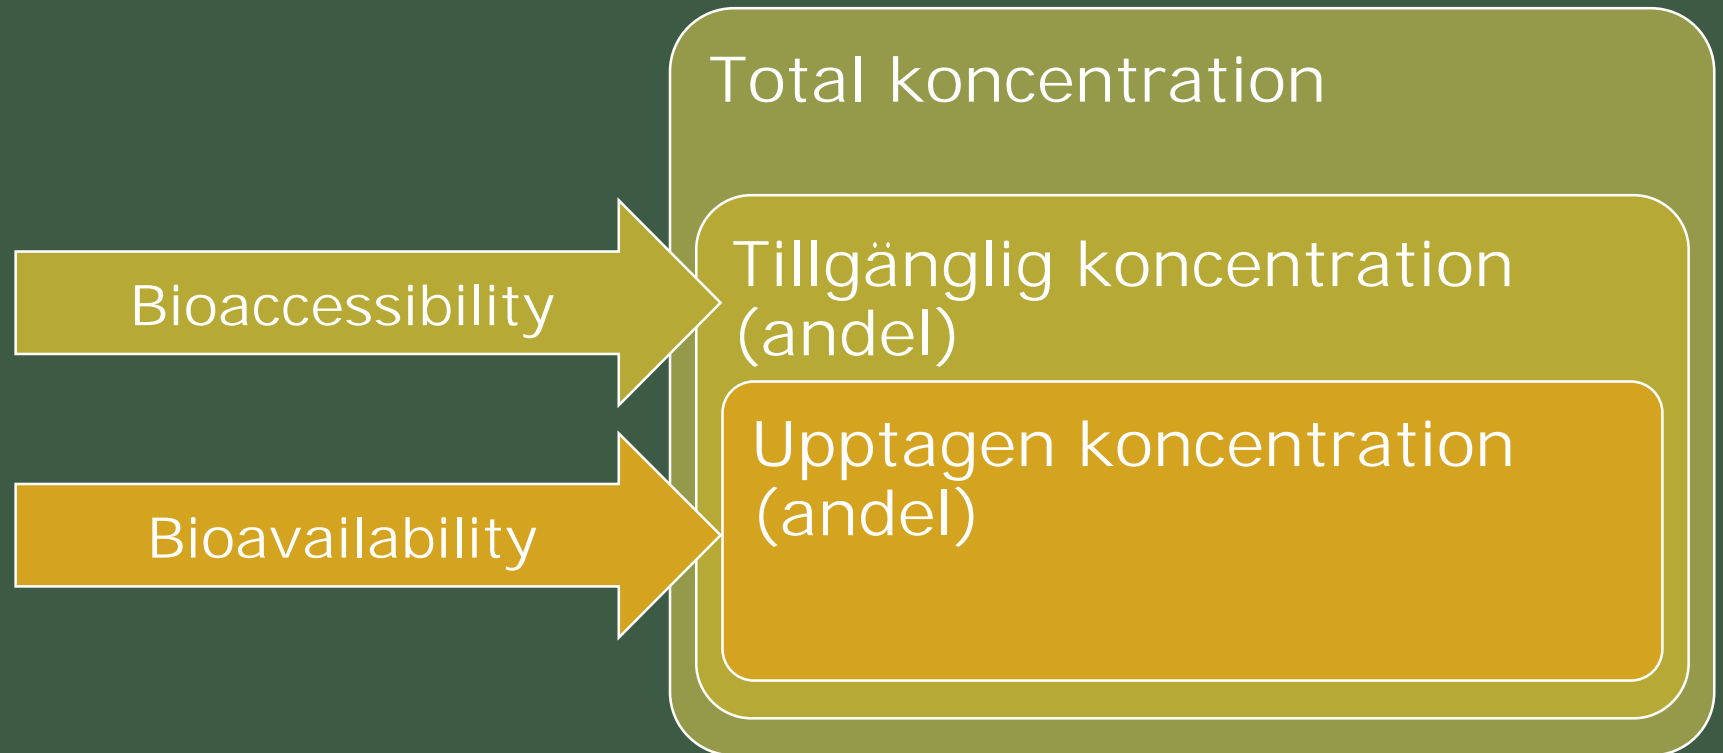 Total koncentration
Bioaccessibility
Tillgänglig koncentration
(andel)
Bioavailability
Upptagen koncentration
(andel)